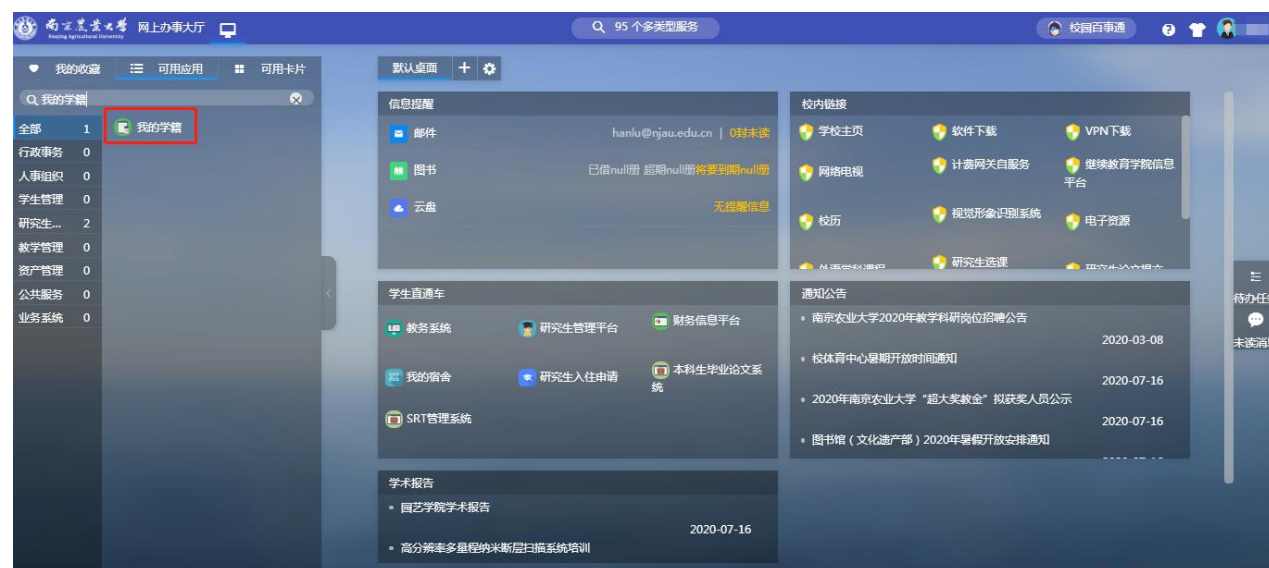 南京农业大学 网上办事大厅
Nanjing Agricultural University
95 个多类型服务
校园百事通
我的收藏 可用应用 可用卡片
我的学籍
全部 1
行政事务 0
人事组织 0
学生管理 0
研究生... 2
教学管理 0
资产管理 0
公共服务 0
业务系统 0
我的学籍
默认桌面
信息提醒
邮件 hanlu@njau.edu.cn | 0封未读
图书 已借null册 超期null册将要到期null册
云盘 无提醒信息
校内链接
学校主页 软件下载 VPN下载
网络电视 计费网关自服务 继续教育学院信息
平台
校历 视觉形象识别系统 电子资源
研究生选课
学生直通车
教务系统 研究生管理平台 财务信息平台
我的宿舍 研究生入住申请 本科生毕业论文系
统
SRT管理系统
通知公告
南京农业大学2020年教学科研岗位招聘公告
2020-03-08
校体育中心暑期开放时间通知
2020-07-16
2020年南京农业大学“超大奖教金”拟获奖人员公示
2020-07-16
图书馆(文化遗产部)2020年暑假开放安排通知
学术报告
园艺学院学术报告
2020-07-16
高分辨率多量程纳米断层扫描系统培训
待办任
未读消